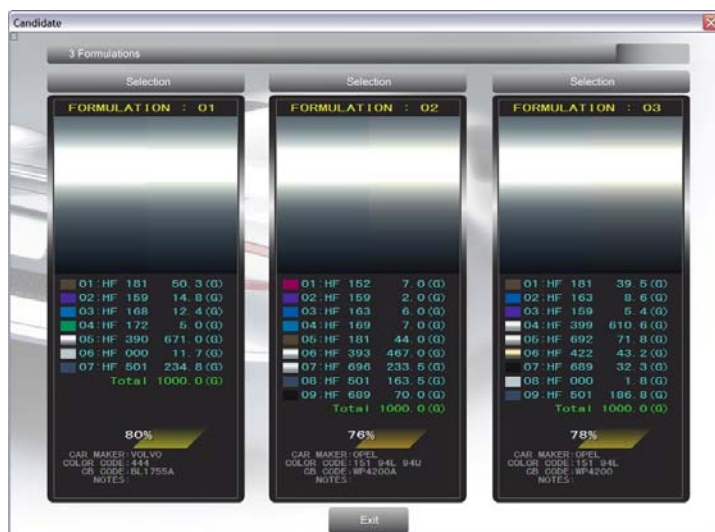 Candidate
3 Formulations
Selection
Selection
Selection
FORMULATION : 01
01:HF 181 50.3(G)
02:HF 159 14.8(G)
03:HF 168 12.4(G)
04:HF 172 5.0(G)
05:HF 390 671.0(G)
06:HF 000 11.7(G)
07:HF 501 234.8(G)
Total 1000.0(G)
80%
CAR MAKER:VOLVO
COLOR CODE:444
CB CODE:BL1755A
NOTES:
FORMULATION : 02
01:HF 152 7.0(G)
02:HF 159 2.0(G)
03:HF 163 6.0(G)
04:HF 169 7.0(G)
05:HF 181 44.0(G)
06:HF 393 467.0(G)
07:HF 696 233.5(G)
08:HF 501 163.5(G)
09:HF 689 70.0(G)
Total 1000.0(G)
76%
CAR MAKER:OPEL
COLOR CODE:151 94L 94U
CB CODE:WP4200A
NOTES:
FORMULATION : 03
01:HF 181 39.5(G)
02:HF 163 8.6(G)
03:HF 159 5.4(G)
04:HF 399 610.6(G)
05:HF 692 71.8(G)
06:HF 422 43.2(G)
07:HF 689 32.3(G)
08:HF 000 1.8(G)
09:HF 501 186.8(G)
Total 1000.0(G)
78%
CAR MAKER:OPEL
COLOR CODE:151 94L
CB CODE:WP4200
NOTES:
Exit